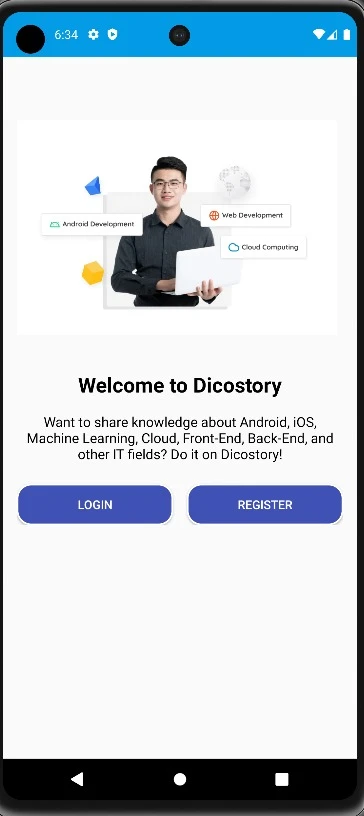 6:34
Android Development
Web Development
Cloud Computing
Welcome to Dicostory
Want to share knowledge about Android, iOS,
Machine Learning, Cloud, Front-End, Back-End, and
other IT fields? Do it on Dicostory!
LOGIN
REGISTER